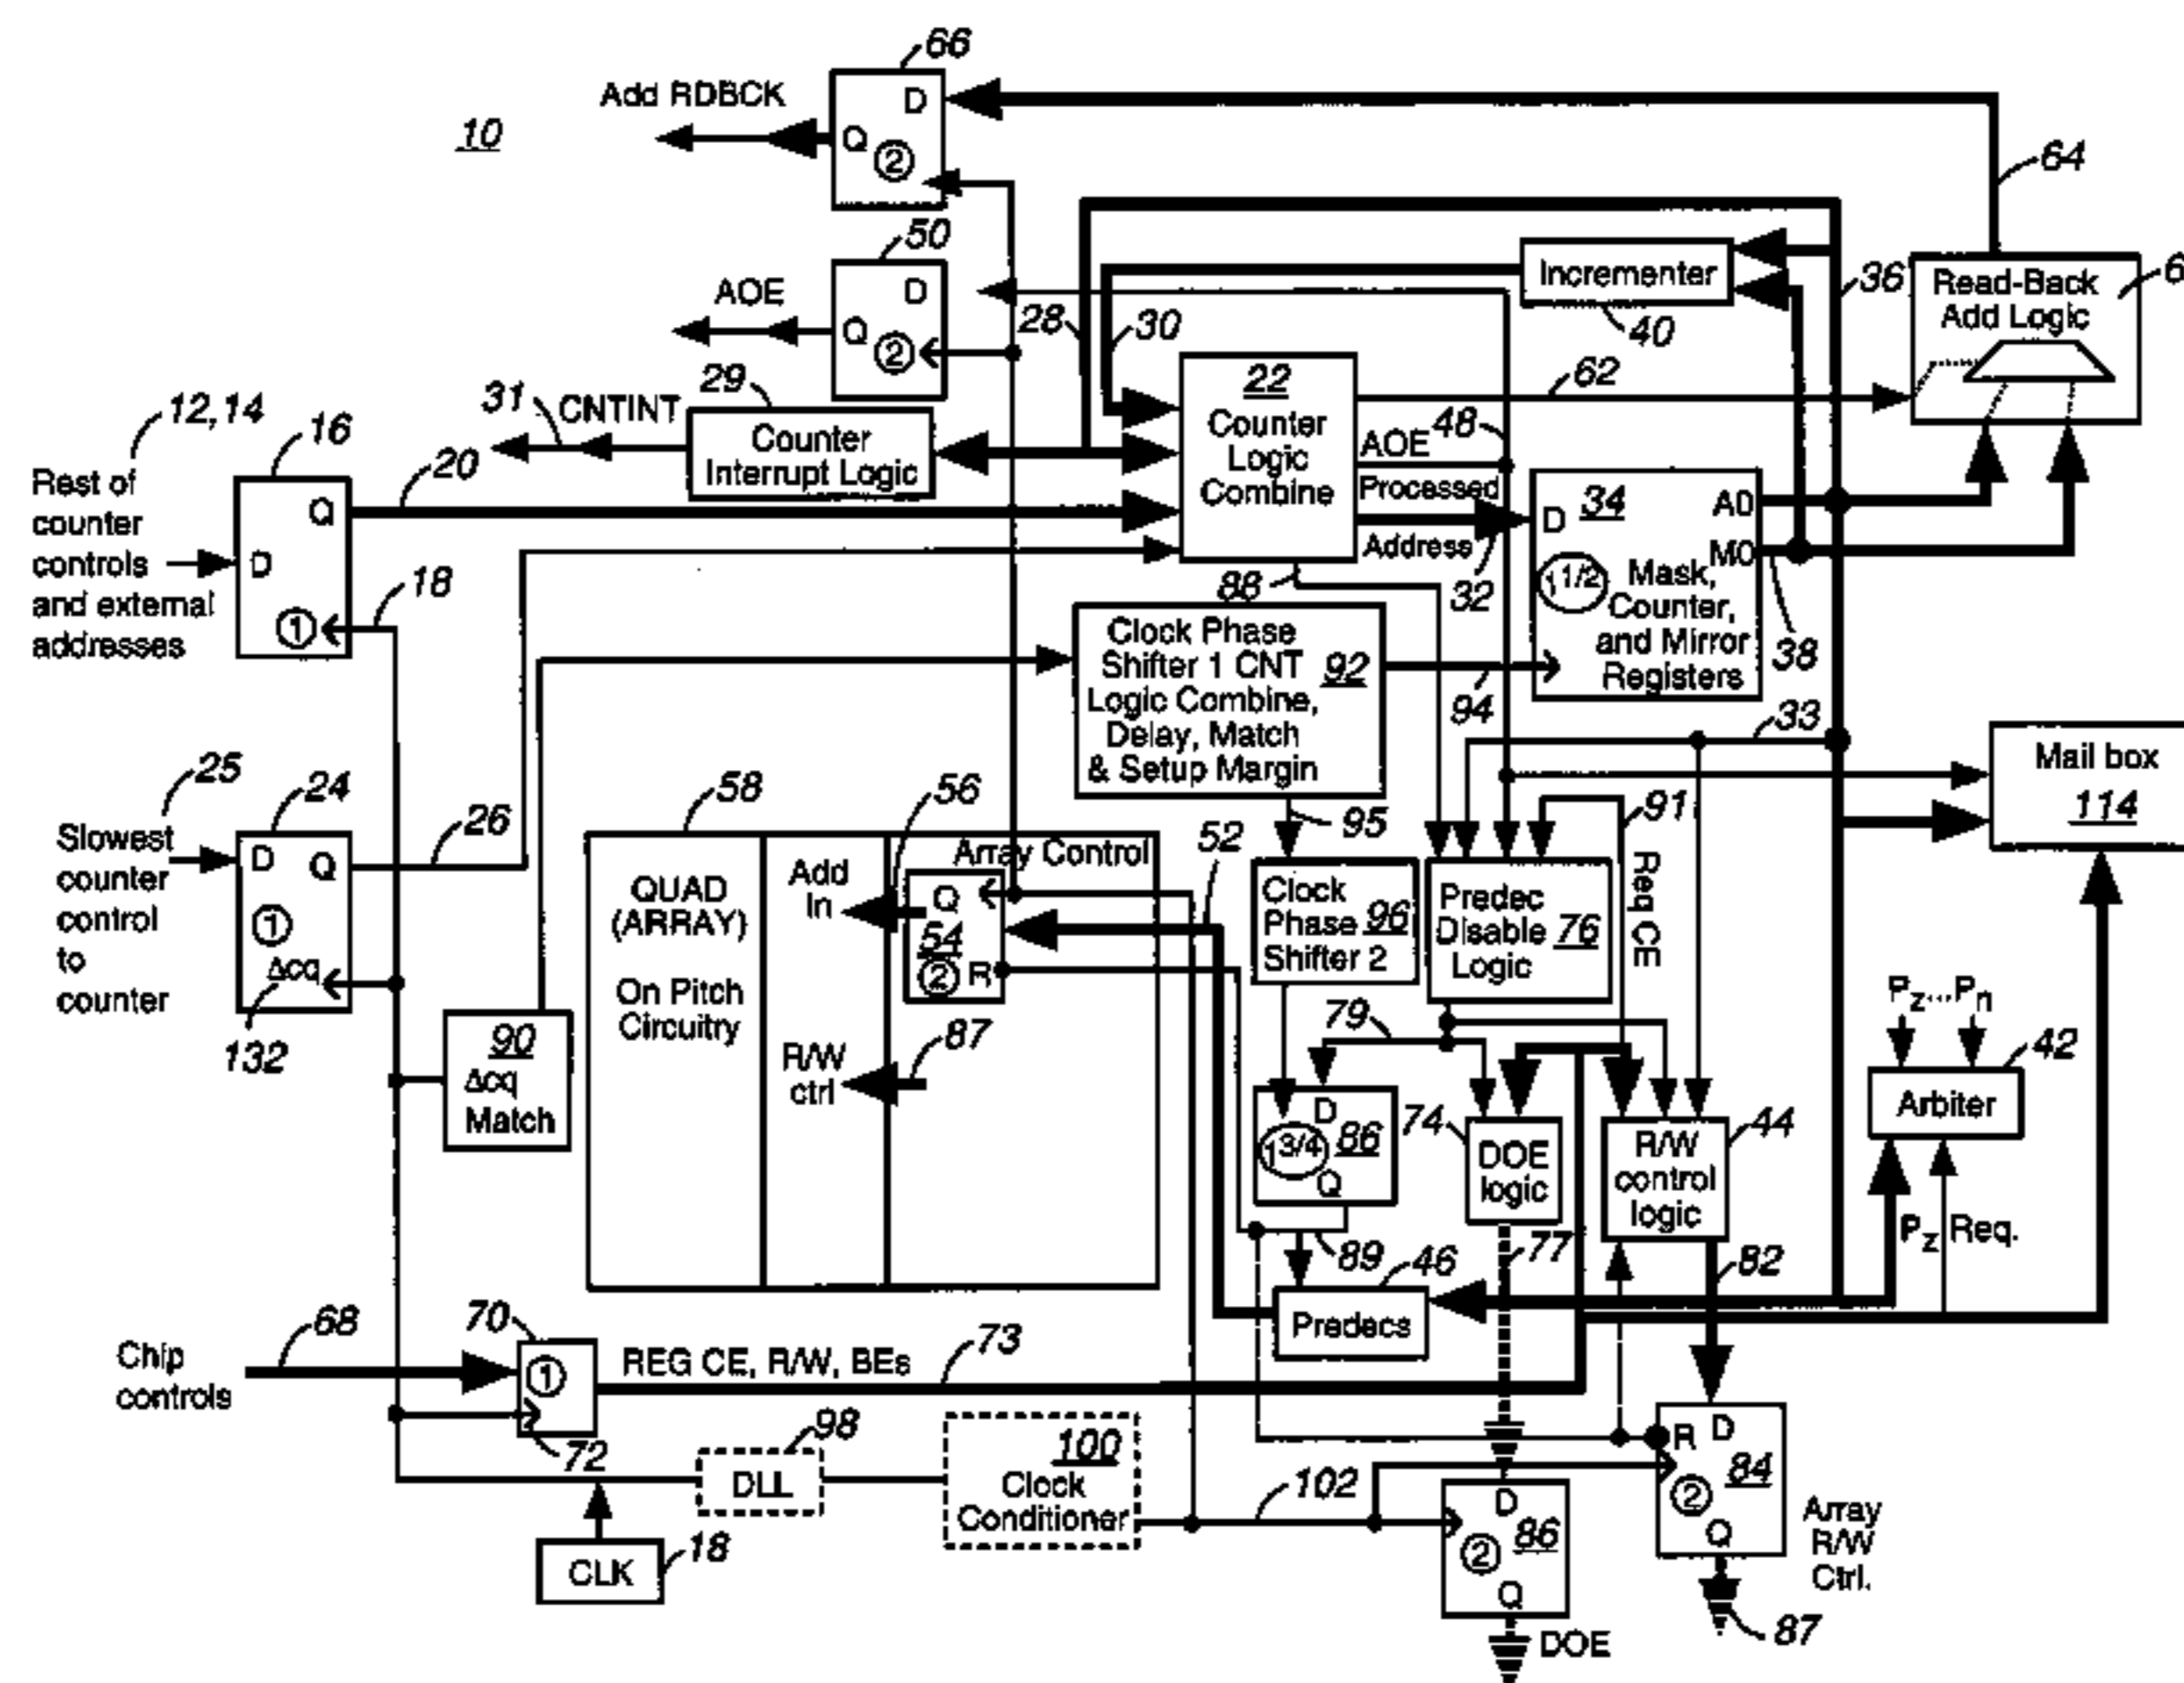 66
Add RDBCK
D
Q
②
10
64
50
AOE
D
Q
②
28
30
Incrementer
40
36
Read-Back
Add Logic
6
12, 14
Rest of
counter
controls
and external
addresses
16
Q
D
①
18
20
31
CNTINT
29
Counter
Interrupt Logic
22
Counter
Logic
Combine
62
AOE
48
Processed
Address
32
88
34
D
A0
M0
1 1/2
Mask,
Counter,
and Mirror
Registers
38
Clock Phase
Shifter 1 CNT
Logic Combine,
Delay, Match
& Setup Margin
92
94
33
Mail box
114
25
Slowest
counter
control
to
counter
24
D
Q
①
Δcq
132
26
90
Δcq
Match
58
QUAD
(ARRAY)
On Pitch
Circuitry
56
Add
In
R/W
ctrl
Array Control
Q
54
②
R
87
52
95
Clock
Phase
Shifter 2
96
Predec
Disable
Logic
76
91
Req CE
79
D
1 3/4
86
Q
89
74
DOE
logic
77
R/W
control
logic
44
82
Pz...Pn
42
Arbiter
Pz Req.
46
Predecs
Chip
controls
68
70
①
72
REG CE, R/W, BEs
73
98
DLL
100
Clock
Conditioner
102
CLK
18
D
86
②
Q
DOE
R
D
84
②
Q
Array
R/W
Ctrl.
87